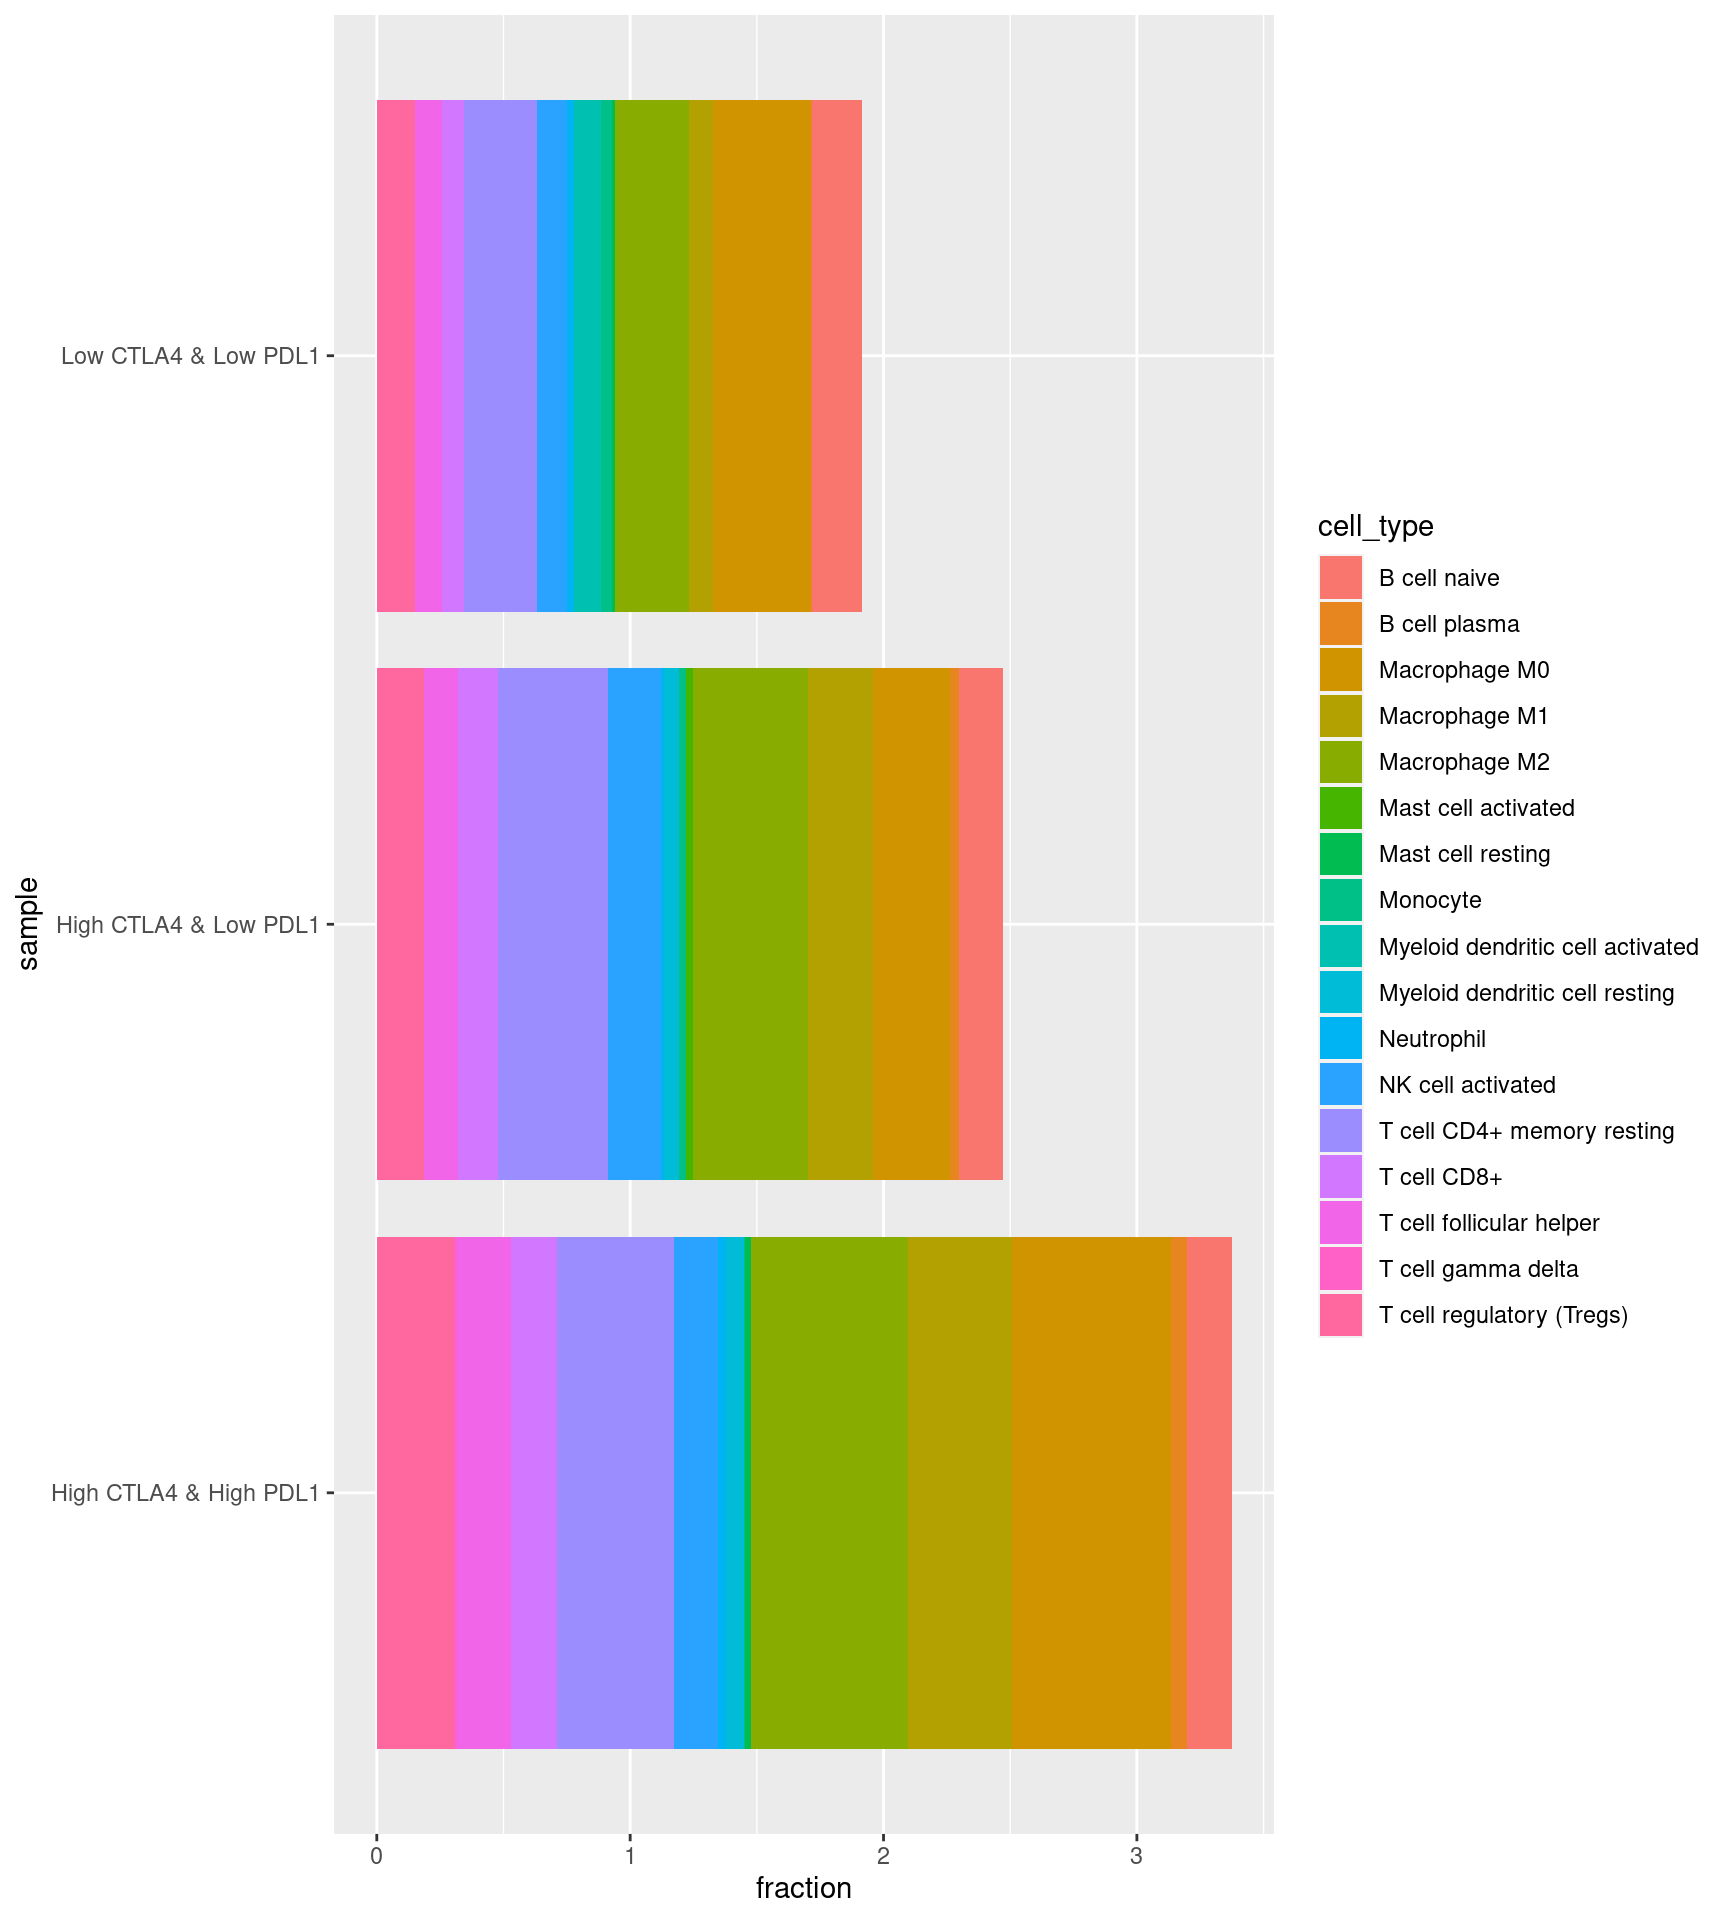 Low CTLA4 & Low PDL1
High CTLA4 & Low PDL1
High CTLA4 & High PDL1
sample
0 1 2 3
fraction
cell_type
B cell naive
B cell plasma
Macrophage M0
Macrophage M1
Macrophage M2
Mast cell activated
Mast cell resting
Monocyte
Myeloid dendritic cell activated
Myeloid dendritic cell resting
Neutrophil
NK cell activated
T cell CD4+ memory resting
T cell CD8+
T cell follicular helper
T cell gamma delta
T cell regulatory (Tregs)